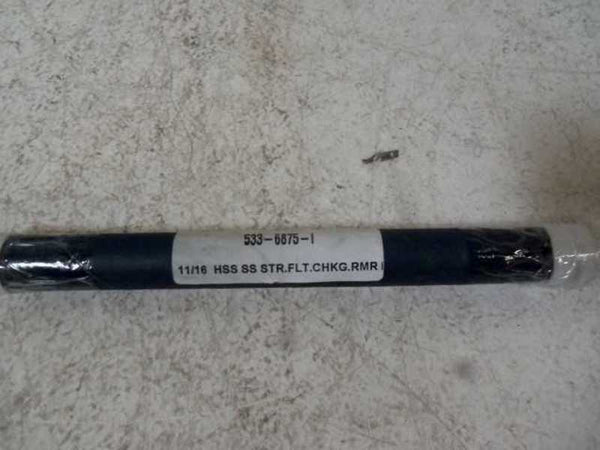 533-6875-1
11/16 HSS SS STR.FLT.CHKG.RMR